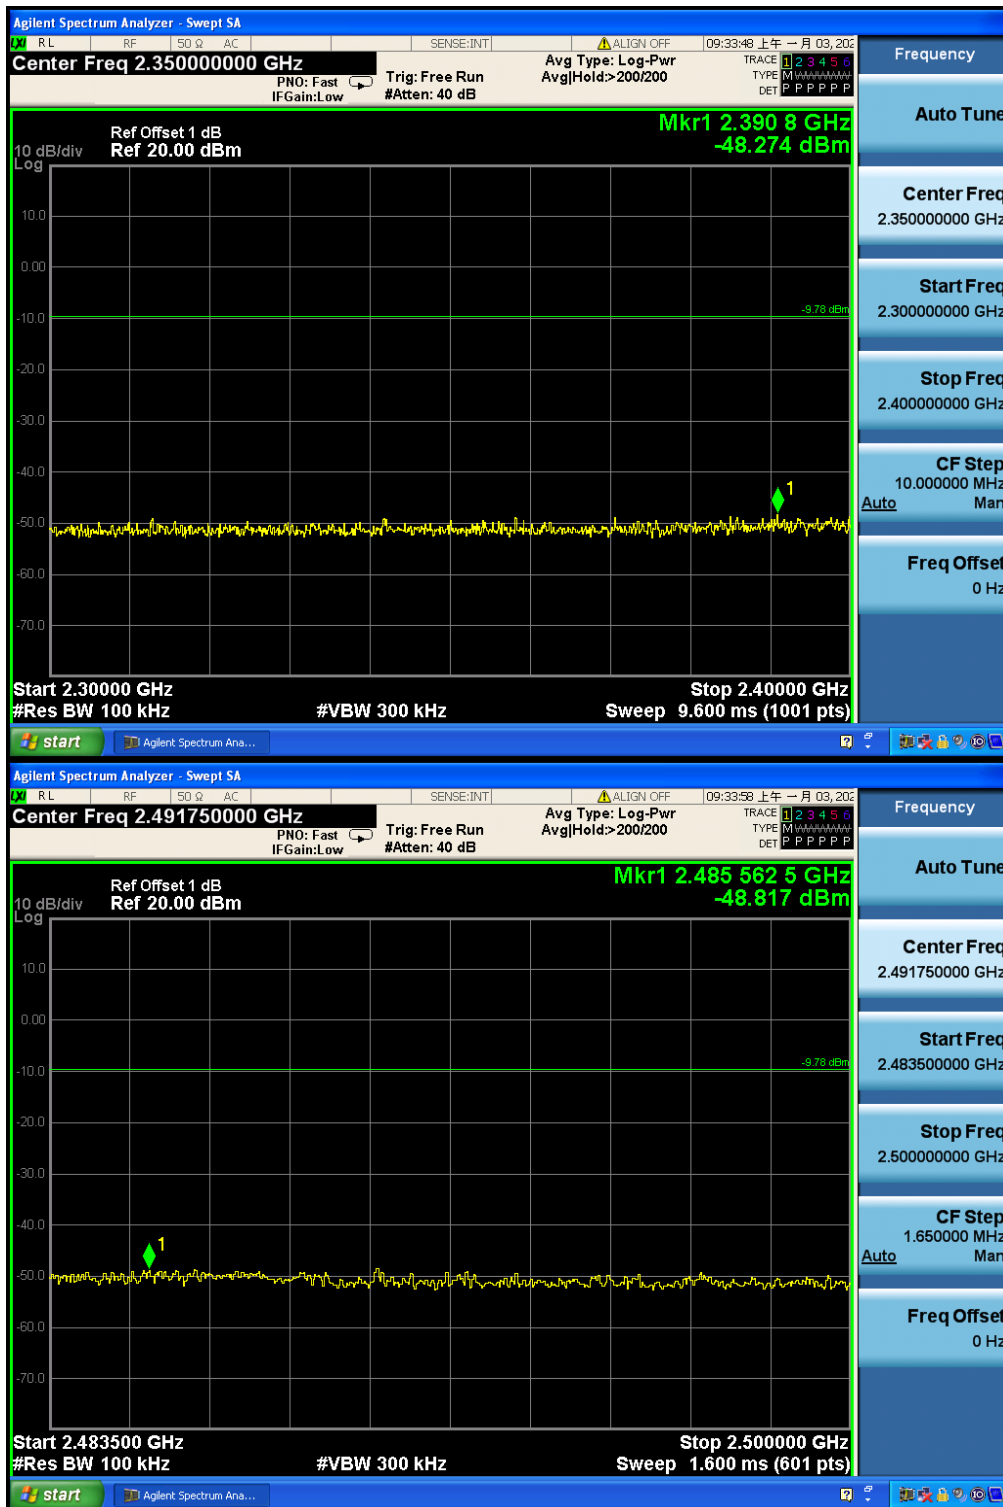 Agilent Spectrum Analyzer - Swept SA
LXI RL RF 50 Ω AC SENSE:INT ALIGN OFF 09:33:48 上午 一月 03, 202
Center Freq 2.350000000 GHz
PNO: Fast
IFGain:Low
Trig: Free Run
#Atten: 40 dB
Avg Type: Log-Pwr
Avg|Hold:>200/200
TRACE 1 2 3 4 5 6
TYPE M WWWWW
DET P P P P P P
Frequency
Auto Tune
Center Freq
2.350000000 GHz
Start Freq
2.300000000 GHz
Stop Freq
2.400000000 GHz
CF Step
10.000000 MHz
Auto Man
Freq Offset
0 Hz
Mkr1 2.390 8 GHz
-48.274 dBm
Ref Offset 1 dB
10 dB/div Ref 20.00 dBm
Log
10.0
0.00
-10.0
-9.78 dBm
-20.0
-30.0
-40.0
1
-50.0
-60.0
-70.0
Start 2.30000 GHz Stop 2.40000 GHz
#Res BW 100 kHz #VBW 300 kHz Sweep 9.600 ms (1001 pts)
start Agilent Spectrum Ana...
Agilent Spectrum Analyzer - Swept SA
LXI RL RF 50 Ω AC SENSE:INT ALIGN OFF 09:33:58 上午 一月 03, 202
Center Freq 2.491750000 GHz
PNO: Fast
IFGain:Low
Trig: Free Run
#Atten: 40 dB
Avg Type: Log-Pwr
Avg|Hold:>200/200
TRACE 1 2 3 4 5 6
TYPE M WWWWW
DET P P P P P P
Frequency
Auto Tune
Center Freq
2.491750000 GHz
Start Freq
2.483500000 GHz
Stop Freq
2.500000000 GHz
CF Step
1.650000 MHz
Auto Man
Freq Offset
0 Hz
Mkr1 2.485 562 5 GHz
-48.817 dBm
Ref Offset 1 dB
10 dB/div Ref 20.00 dBm
Log
10.0
0.00
-10.0
-9.78 dBm
-20.0
-30.0
-40.0
1
-50.0
-60.0
-70.0
Start 2.483500 GHz Stop 2.500000 GHz
#Res BW 100 kHz #VBW 300 kHz Sweep 1.600 ms (601 pts)
start Agilent Spectrum Ana...